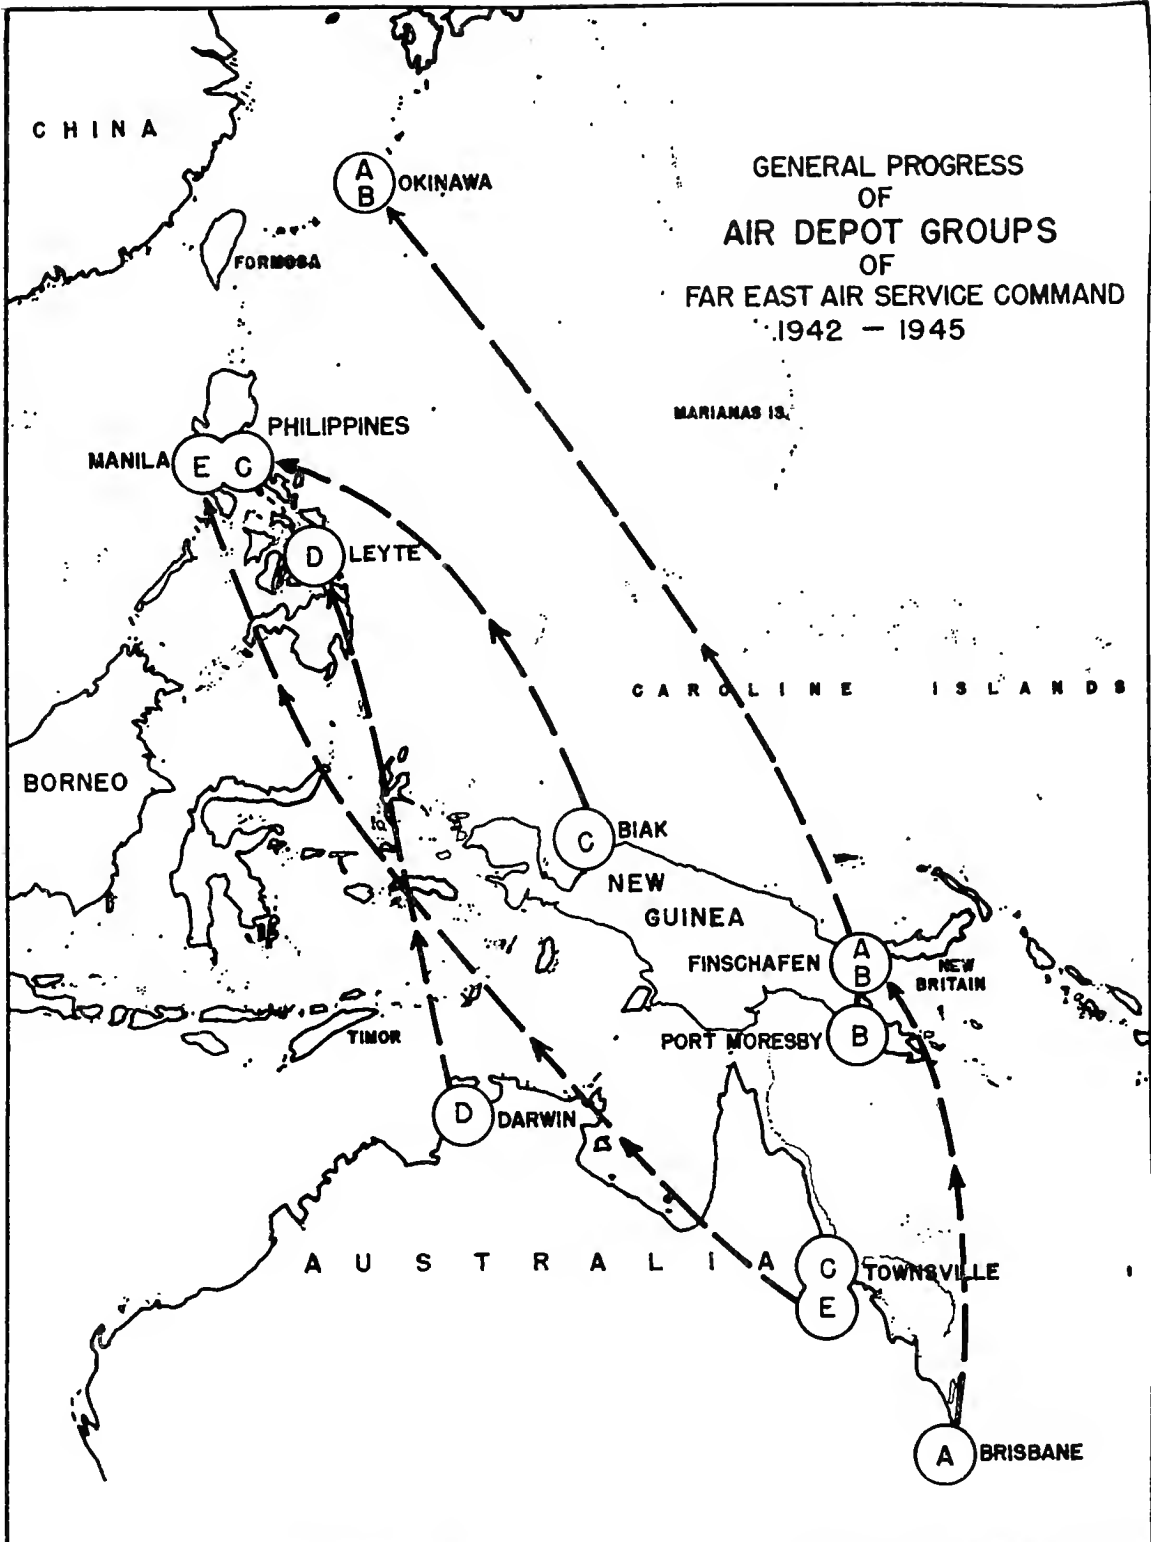 CHINA
A
B
OKINAWA
GENERAL PROGRESS
OF
AIR DEPOT GROUPS
OF
FAR EAST AIR SERVICE COMMAND
1942 — 1945
FORMOSA
MARIANAS IS.
PHILIPPINES
MANILA
E C
D
LEYTE
CAROLINE ISLANDS
BORNEO
C
BIAK
NEW
GUINEA
FINSCHAFEN
A
B
NEW
BRITAIN
TIMOR
PORT MORESBY
B
D
DARWIN
AUSTRALIA
C
E
TOWNSVILLE
A
BRISBANE